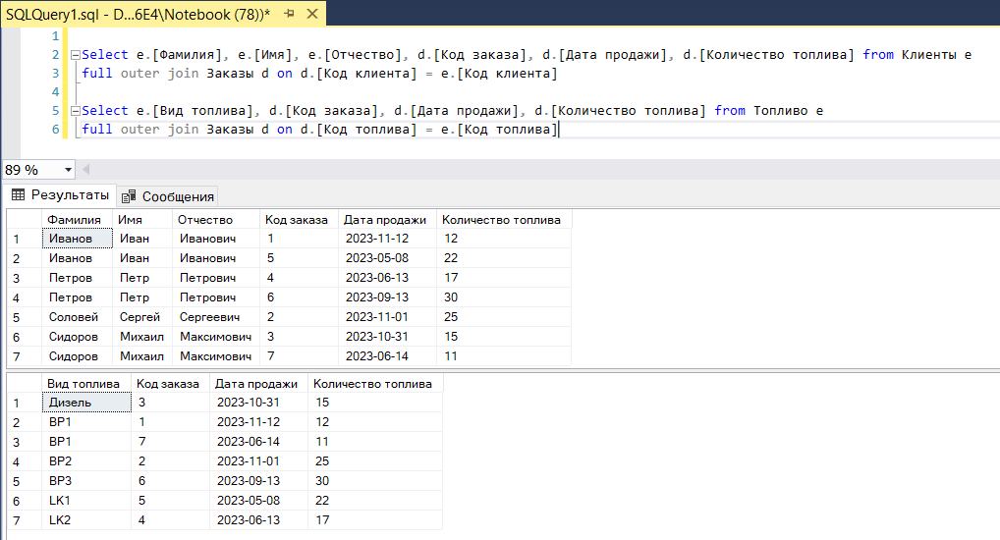 SQLQuery1.sql - D...6E4\Notebook (78))*
1
2 Select e.[Фамилия], e.[Имя], e.[Отчество], d.[Код заказа], d.[Дата продажи], d.[Количество топлива] from Клиенты e
3 full outer join Заказы d on d.[Код клиента] = e.[Код клиента]
4
5 Select e.[Вид топлива], d.[Код заказа], d.[Дата продажи], d.[Количество топлива] from Топливо e
6 full outer join Заказы d on d.[Код топлива] = e.[Код топлива]
89 %
Результаты Сообщения
Фамилия Имя Отчество Код заказа Дата продажи Количество топлива
1 Иванов Иван Иванович 1 2023-11-12 12
2 Иванов Иван Иванович 5 2023-05-08 22
3 Петров Петр Петрович 4 2023-06-13 17
4 Петров Петр Петрович 6 2023-09-13 30
5 Соловей Сергей Сергеевич 2 2023-11-01 25
6 Сидоров Михаил Максимович 3 2023-10-31 15
7 Сидоров Михаил Максимович 7 2023-06-14 11
Вид топлива Код заказа Дата продажи Количество топлива
1 Дизель 3 2023-10-31 15
2 BP1 1 2023-11-12 12
3 BP1 7 2023-06-14 11
4 BP2 2 2023-11-01 25
5 BP3 6 2023-09-13 30
6 LK1 5 2023-05-08 22
7 LK2 4 2023-06-13 17